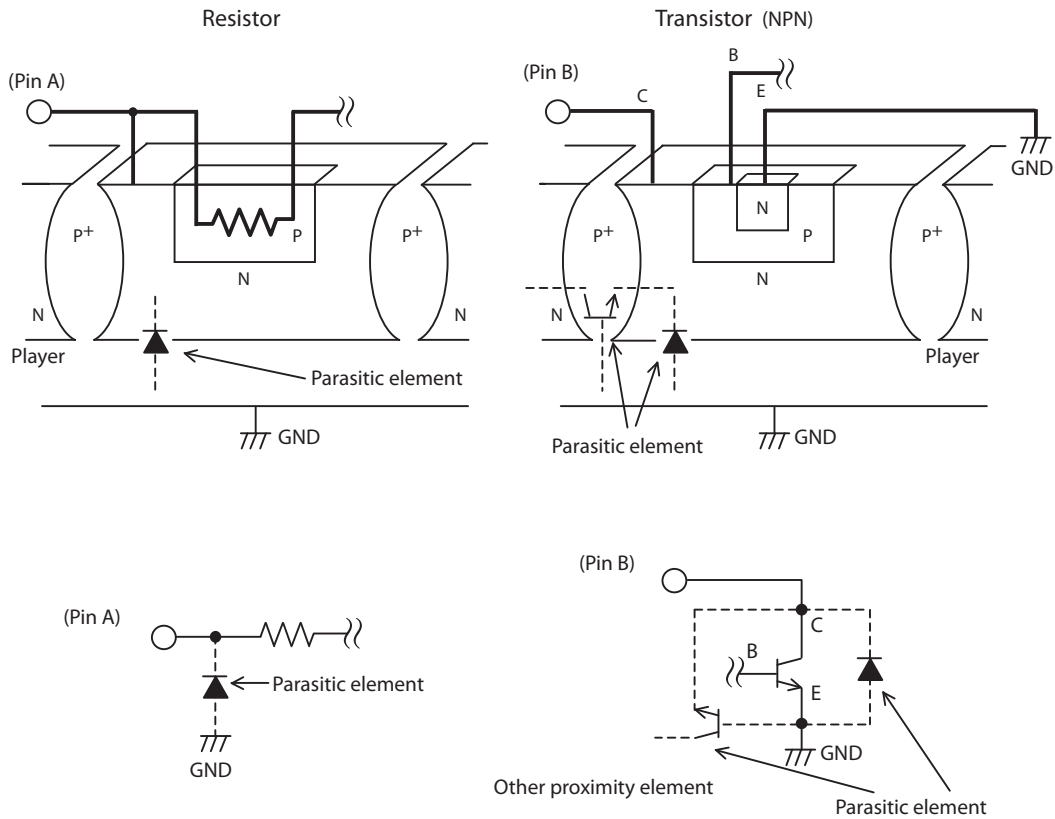 Resistor
(Pin A)
P+
P
P+
N
N
N
Player
Parasitic element
GND
Transistor (NPN)
(Pin B)
C
B
E
GND
P+
N
P
P+
N
N
N
Player
Parasitic element
GND
(Pin A)
Parasitic element
GND
(Pin B)
C
B
E
GND
Other proximity element
Parasitic element